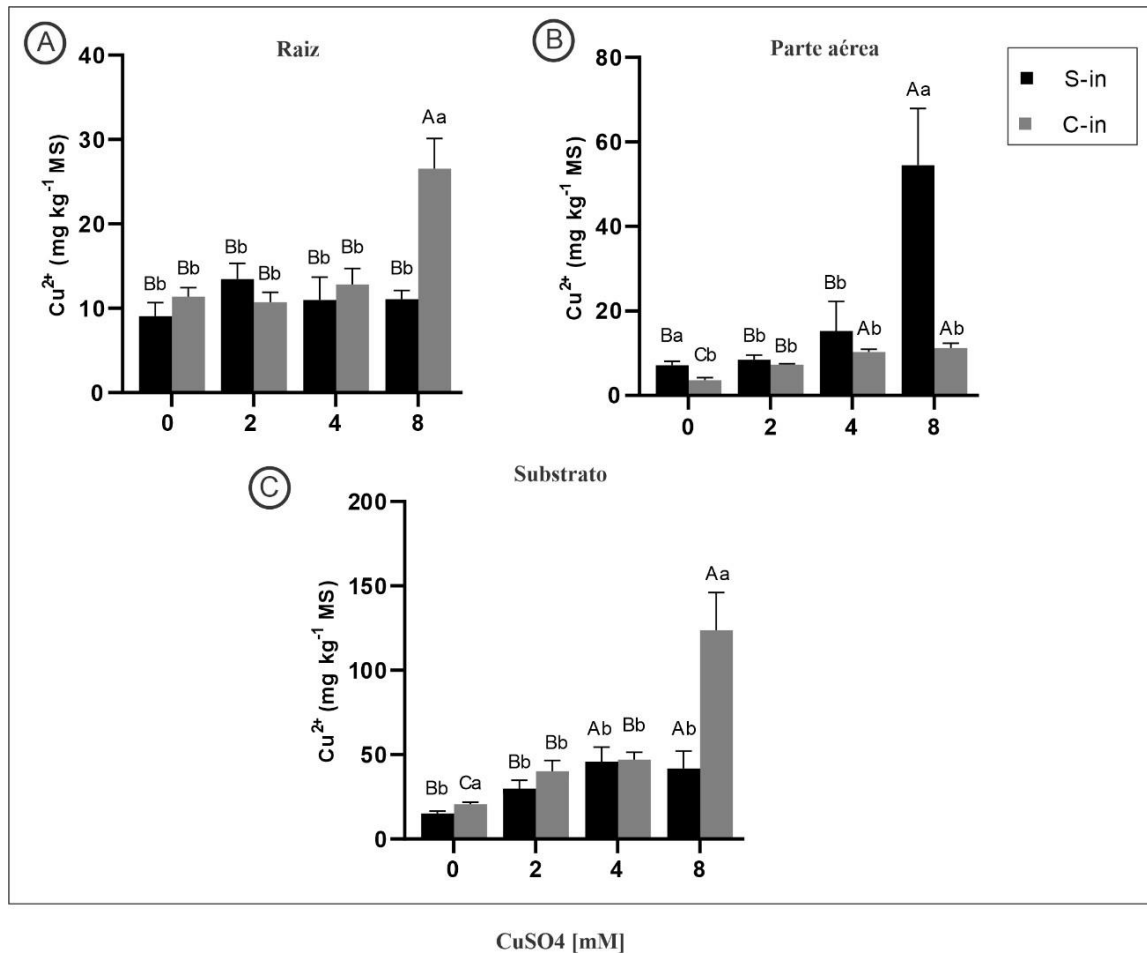 A
Raiz
Cu²⁺ (mg kg⁻¹ MS)
40
30
20
10
0
Bb Bb Bb Bb Bb Bb Bb Aa
0 2 4 8
B
Parte aérea
Cu²⁺ (mg kg⁻¹ MS)
80
60
40
20
0
Ba Cb Bb Bb Bb Ab Aa Ab
0 2 4 8
S-in
C-in
C
Substrato
Cu²⁺ (mg kg⁻¹ MS)
200
150
100
50
0
Bb Ca Bb Bb Ab Bb Ab Aa
0 2 4 8
CuSO4 [mM]